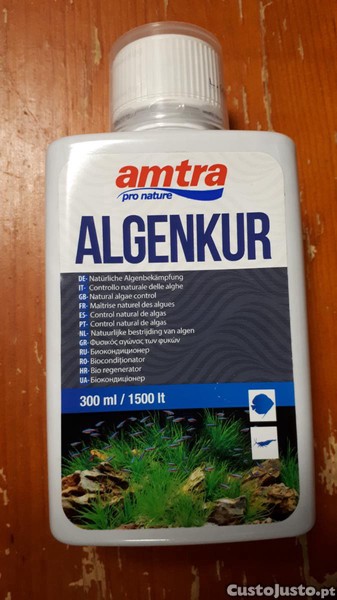 amtra
pro nature
ALGENKUR
DE- Natürliche Algenbekämpfung
IT- Controllo naturale delle alghe
GB- Natural algae control
FR- Maitrise naturel des algues
ES- Control natural de algas
PT- Control natural de algas
NL- Natuurlijke bestrijding van algen
GR- Φυσικός αγώνας των φυκών
RU- Биокондиционер
RO- Biocondiționator
HR- Bio regenerator
UA- Біокондиціонер
300 ml / 1500 lt
CustoJusto.pt